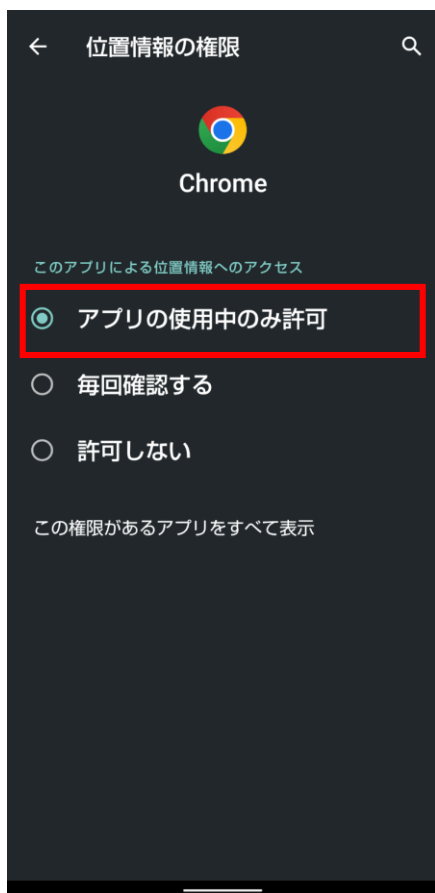 位置情報の権限
Chrome
このアプリによる位置情報へのアクセス
アプリの使用中のみ許可
毎回確認する
許可しない
この権限があるアプリをすべて表示